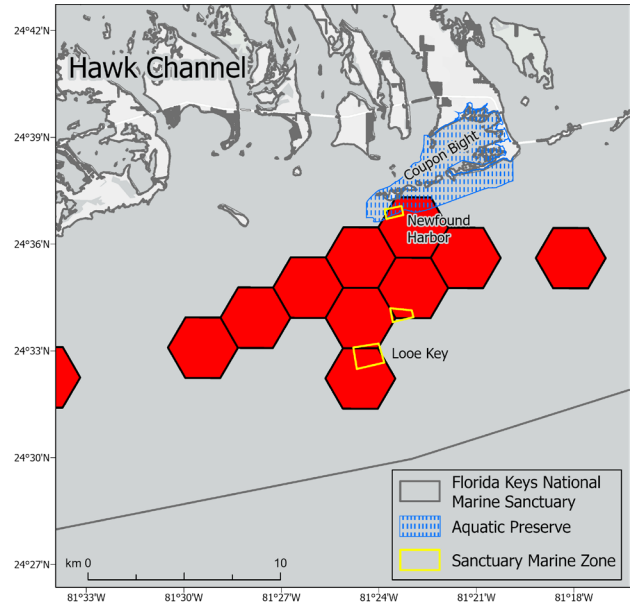 24°42'N
Hawk Channel
24°39'N
Coupon Bight
Newfound
Harbor
24°36'N
24°33'N
Looe Key
24°30'N
Florida Keys National
Marine Sanctuary
Aquatic Preserve
Sanctuary Marine Zone
24°27'N
km 0 10
81°33'W 81°30'W 81°27'W 81°24'W 81°21'W 81°18'W